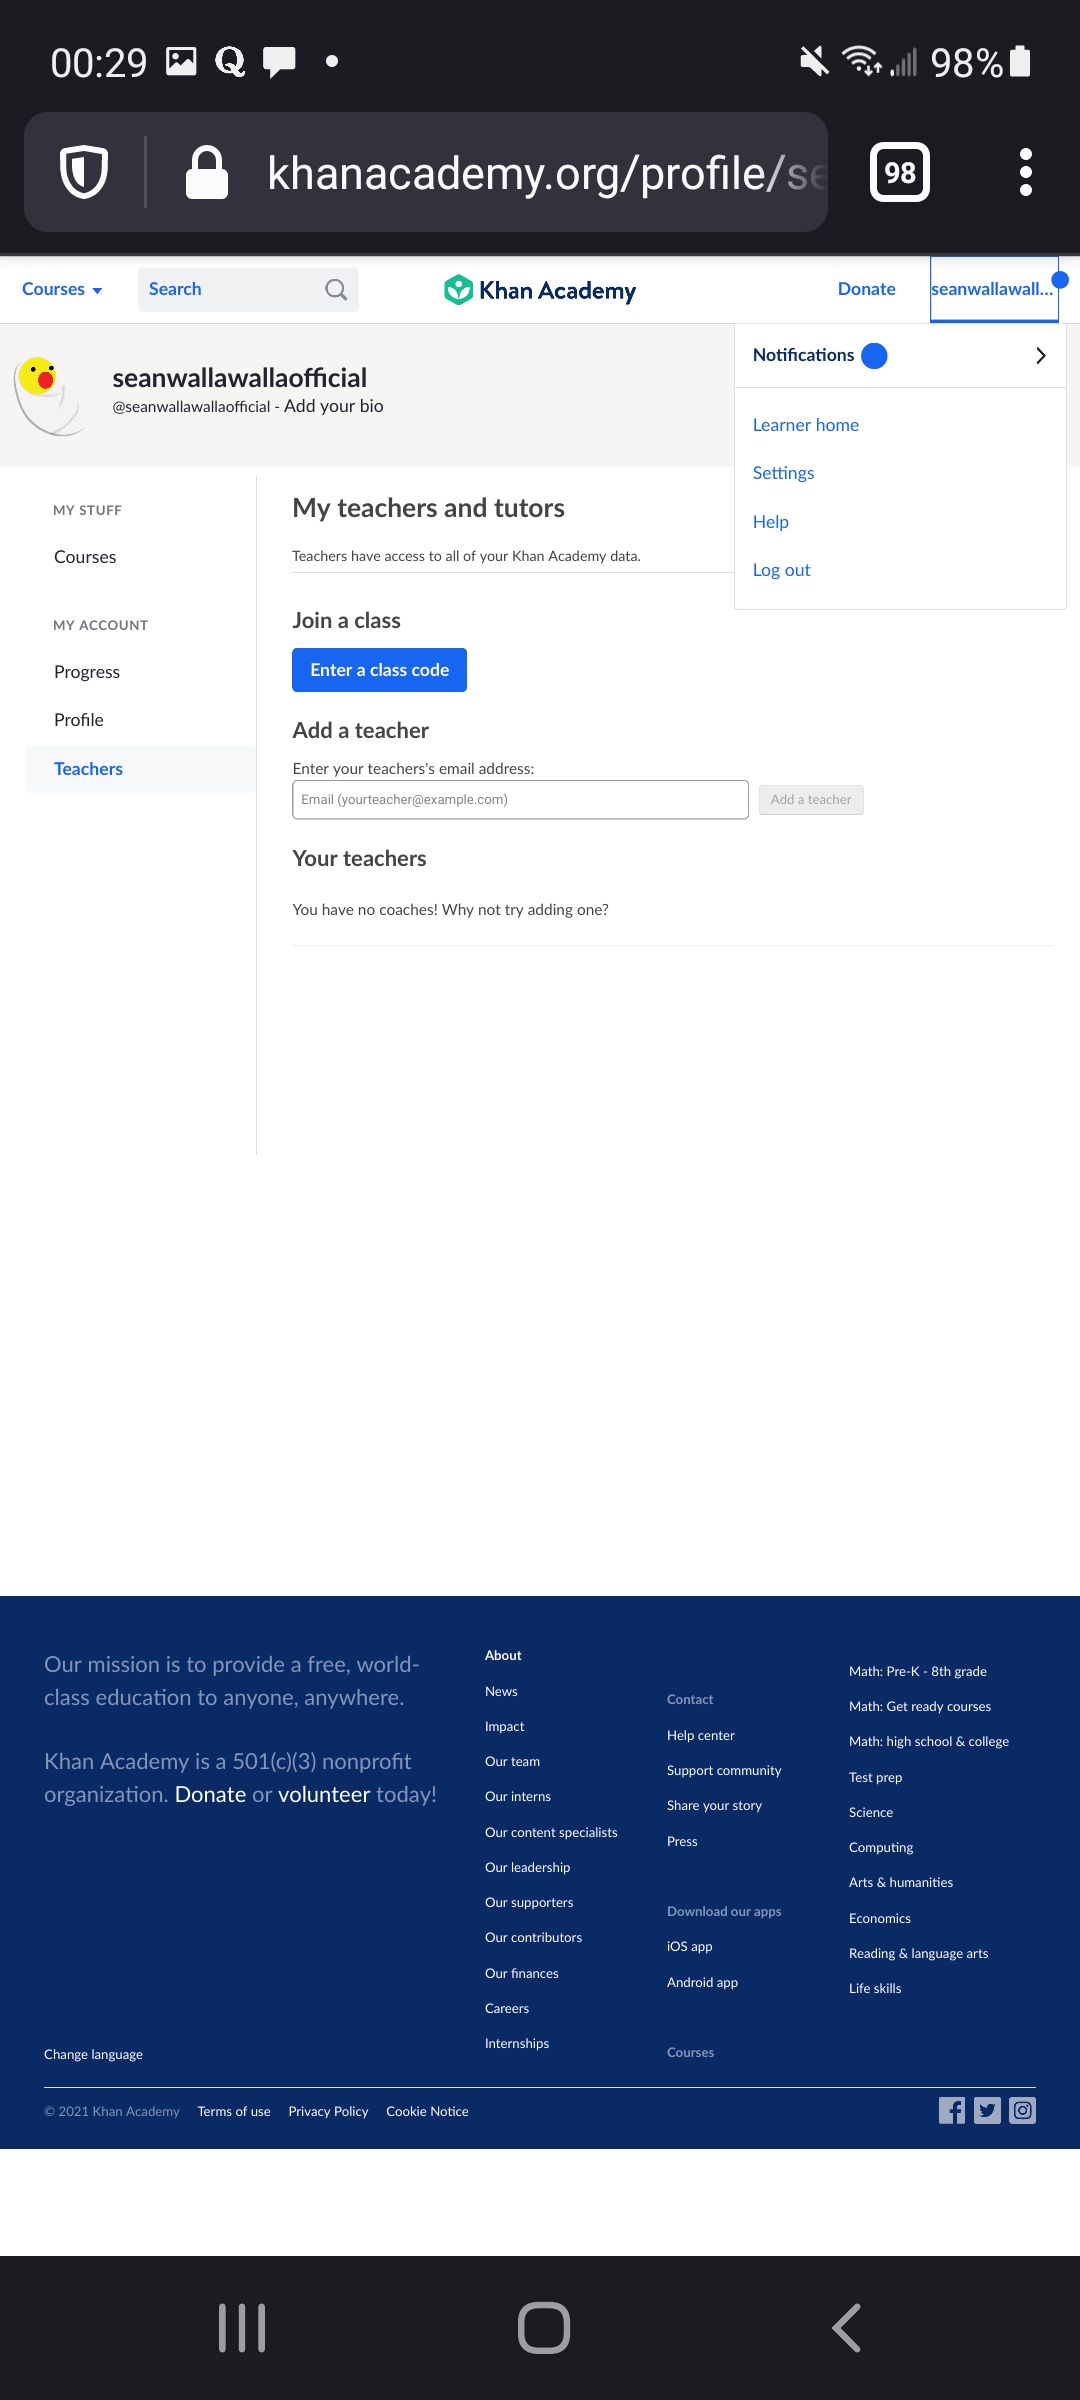 00:29
98%
khanacademy.org/profile/se
98
Courses
Search
Khan Academy
Donate
seanwallawall...
Notifications
Learner home
Settings
Help
Log out
seanwallawallaofficial
@seanwallawallaofficial - Add your bio
MY STUFF
Courses
MY ACCOUNT
Progress
Profile
Teachers
My teachers and tutors
Teachers have access to all of your Khan Academy data.
Join a class
Enter a class code
Add a teacher
Enter your teachers's email address:
Email (yourteacher@example.com)
Add a teacher
Your teachers
You have no coaches! Why not try adding one?
Our mission is to provide a free, world-
class education to anyone, anywhere.
Khan Academy is a 501(c)(3) nonprofit
organization. Donate or volunteer today!
About
News
Impact
Our team
Our interns
Our content specialists
Our leadership
Our supporters
Our contributors
Our finances
Careers
Internships
Contact
Help center
Support community
Share your story
Press
Download our apps
iOS app
Android app
Courses
Math: Pre-K - 8th grade
Math: Get ready courses
Math: high school & college
Test prep
Science
Computing
Arts & humanities
Economics
Reading & language arts
Life skills
Change language
© 2021 Khan Academy Terms of use Privacy Policy Cookie Notice